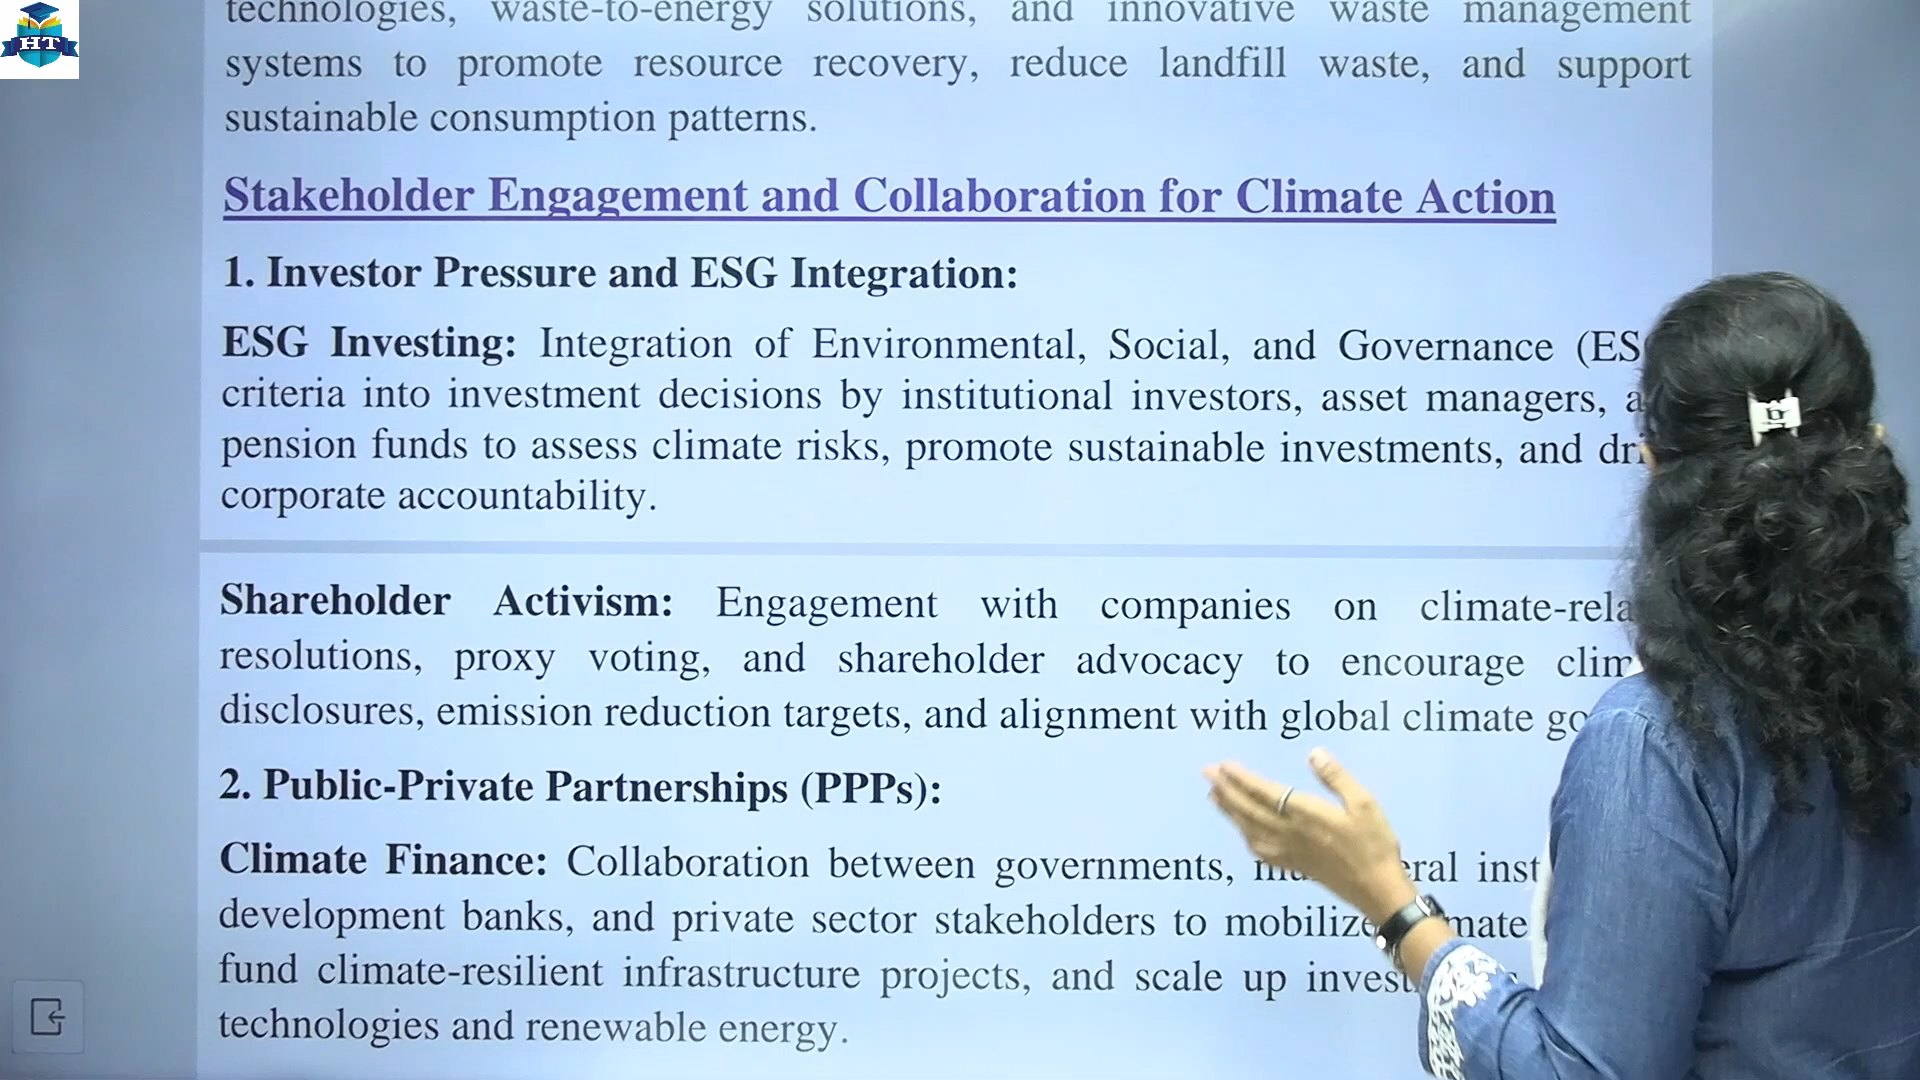 HT
technologies, waste-to-energy solutions, and innovative waste management
systems to promote resource recovery, reduce landfill waste, and support
sustainable consumption patterns.
Stakeholder Engagement and Collaboration for Climate Action
1. Investor Pressure and ESG Integration:
ESG Investing: Integration of Environmental, Social, and Governance (ES
criteria into investment decisions by institutional investors, asset managers, a
pension funds to assess climate risks, promote sustainable investments, and dri
corporate accountability.
Shareholder Activism: Engagement with companies on climate-rela
resolutions, proxy voting, and shareholder advocacy to encourage clim
disclosures, emission reduction targets, and alignment with global climate go
2. Public-Private Partnerships (PPPs):
Climate Finance: Collaboration between governments, eral inst
development banks, and private sector stakeholders to mobilize mate
fund climate-resilient infrastructure projects, and scale up invest
technologies and renewable energy.